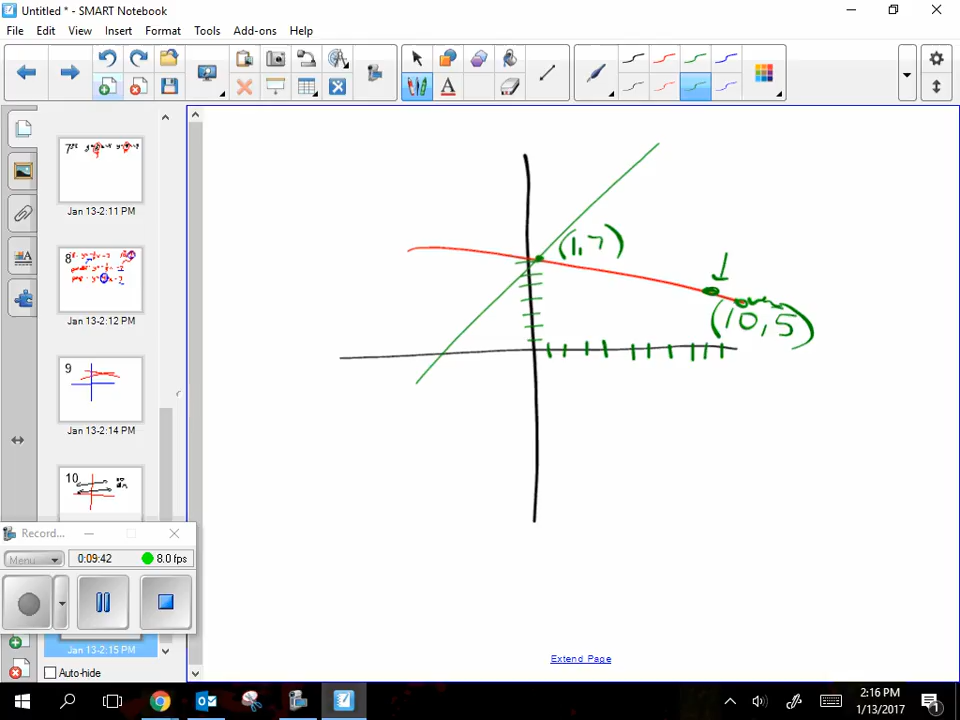 Untitled * - SMART Notebook
File Edit View Insert Format Tools Add-ons Help
7
Jan 13-2:11 PM
8
Jan 13-2:12 PM
9
Jan 13-2:14 PM
10
Jan 13-2:15 PM
Auto-hide
Record...
Menu
0:09:42
8.0 fps
(1,7)
(10,5)
Extend Page
2:16 PM
1/13/2017
1